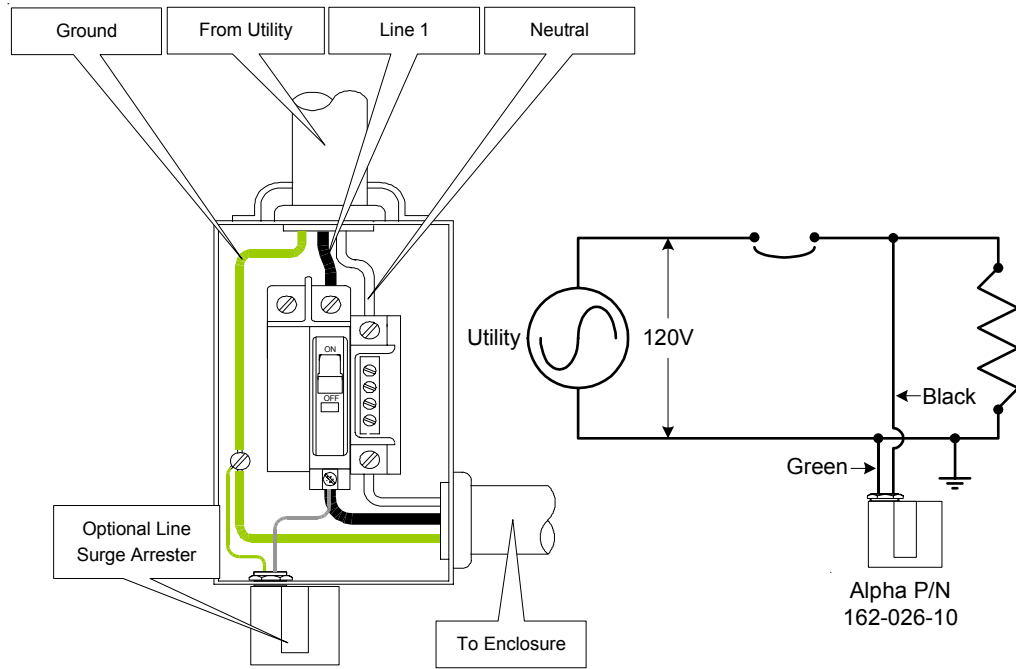 Ground
From Utility
Line 1
Neutral
ON
OFF
Optional Line
Surge Arrester
To Enclosure
Utility
120V
Black
Green
Alpha P/N
162-026-10